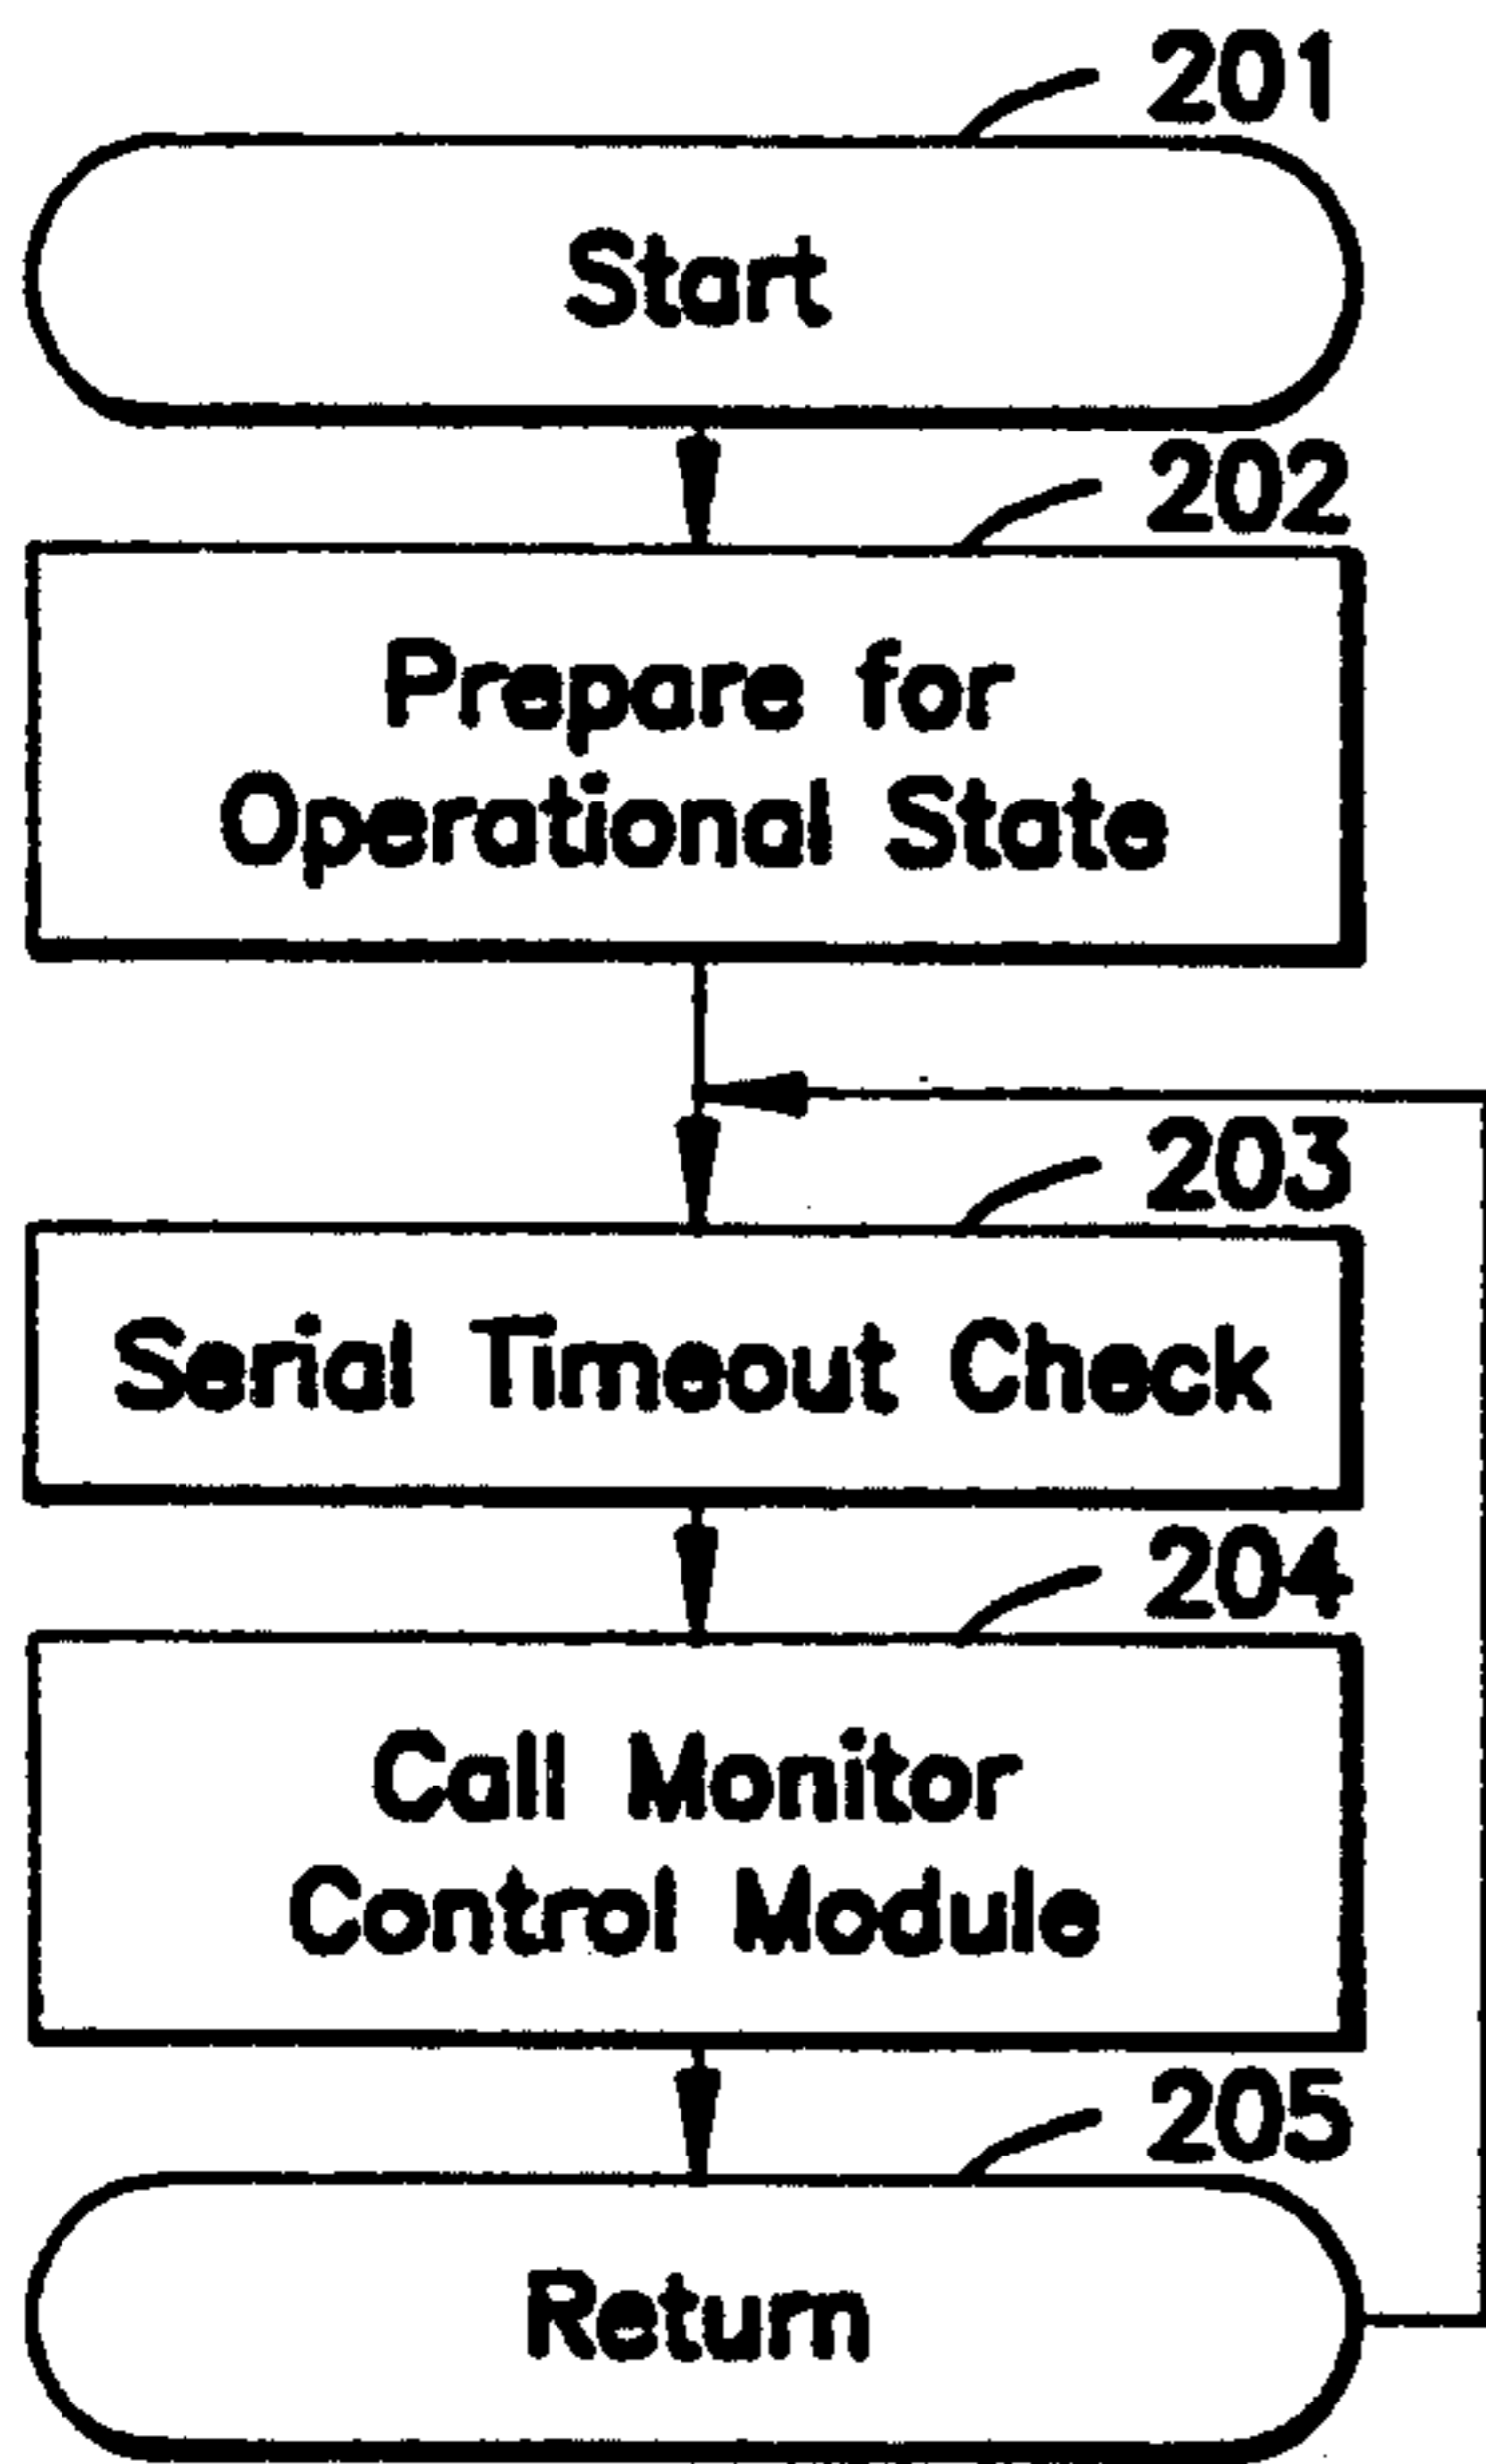 201
Start
202
Prepare for
Operational State
203
Serial Timeout Check
204
Call Monitor
Control Module
205
Return